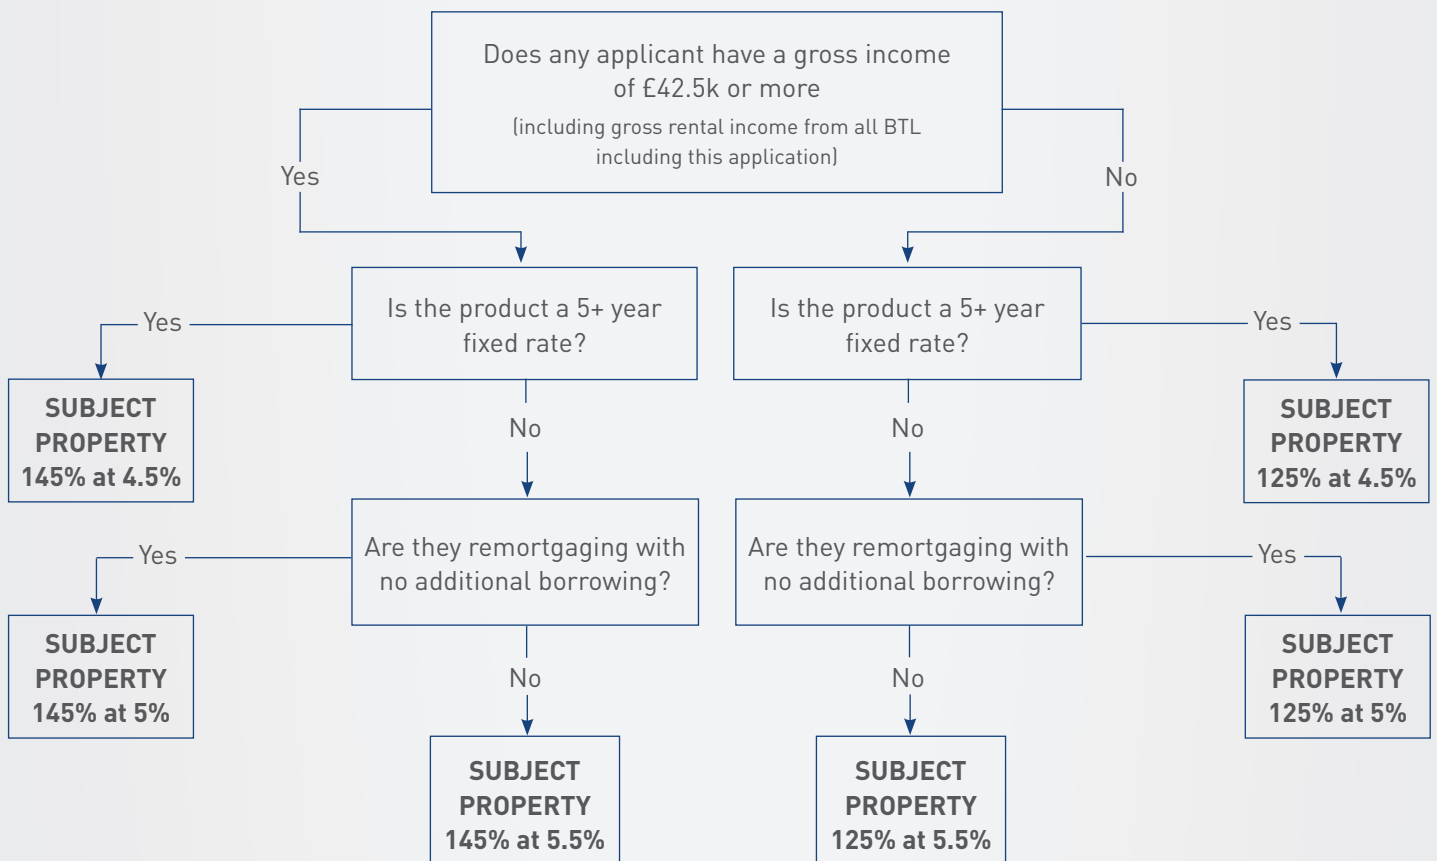 Does any applicant have a gross income
of £42.5k or more
(including gross rental income from all BTL
including this application)
Yes
No
Is the product a 5+ year
fixed rate?
Is the product a 5+ year
fixed rate?
Yes
Yes
SUBJECT
PROPERTY
145% at 4.5%
No
No
SUBJECT
PROPERTY
125% at 4.5%
Are they remortgaging with
no additional borrowing?
Are they remortgaging with
no additional borrowing?
Yes
Yes
SUBJECT
PROPERTY
145% at 5%
No
No
SUBJECT
PROPERTY
125% at 5%
SUBJECT
PROPERTY
145% at 5.5%
SUBJECT
PROPERTY
125% at 5.5%